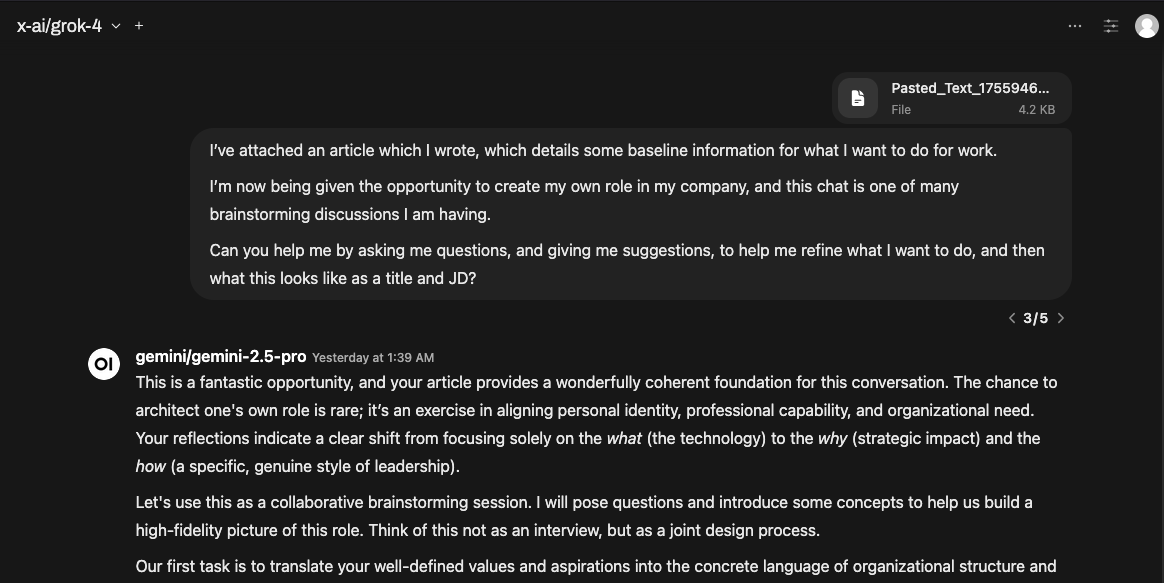 x-ai/grok-4
Pasted_Text_1755946...
File 4.2 KB
I've attached an article which I wrote, which details some baseline information for what I want to do for work.
I'm now being given the opportunity to create my own role in my company, and this chat is one of many
brainstorming discussions I am having.
Can you help me by asking me questions, and giving me suggestions, to help me refine what I want to do, and then
what this looks like as a title and JD?
3/5
OI
gemini/gemini-2.5-pro Yesterday at 1:39 AM
This is a fantastic opportunity, and your article provides a wonderfully coherent foundation for this conversation. The chance to
architect one's own role is rare; it's an exercise in aligning personal identity, professional capability, and organizational need.
Your reflections indicate a clear shift from focusing solely on the what (the technology) to the why (strategic impact) and the
how (a specific, genuine style of leadership).
Let's use this as a collaborative brainstorming session. I will pose questions and introduce some concepts to help us build a
high-fidelity picture of this role. Think of this not as an interview, but as a joint design process.
Our first task is to translate your well-defined values and aspirations into the concrete language of organizational structure and